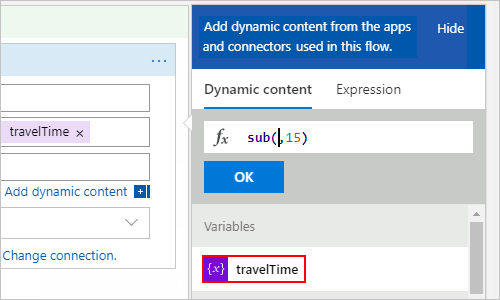 Add dynamic content from the apps
and connectors used in this flow.
Hide
Dynamic content
Expression
travelTime ×
fx sub(,15)
OK
Add dynamic content
Variables
Change connection.
{x} travelTime